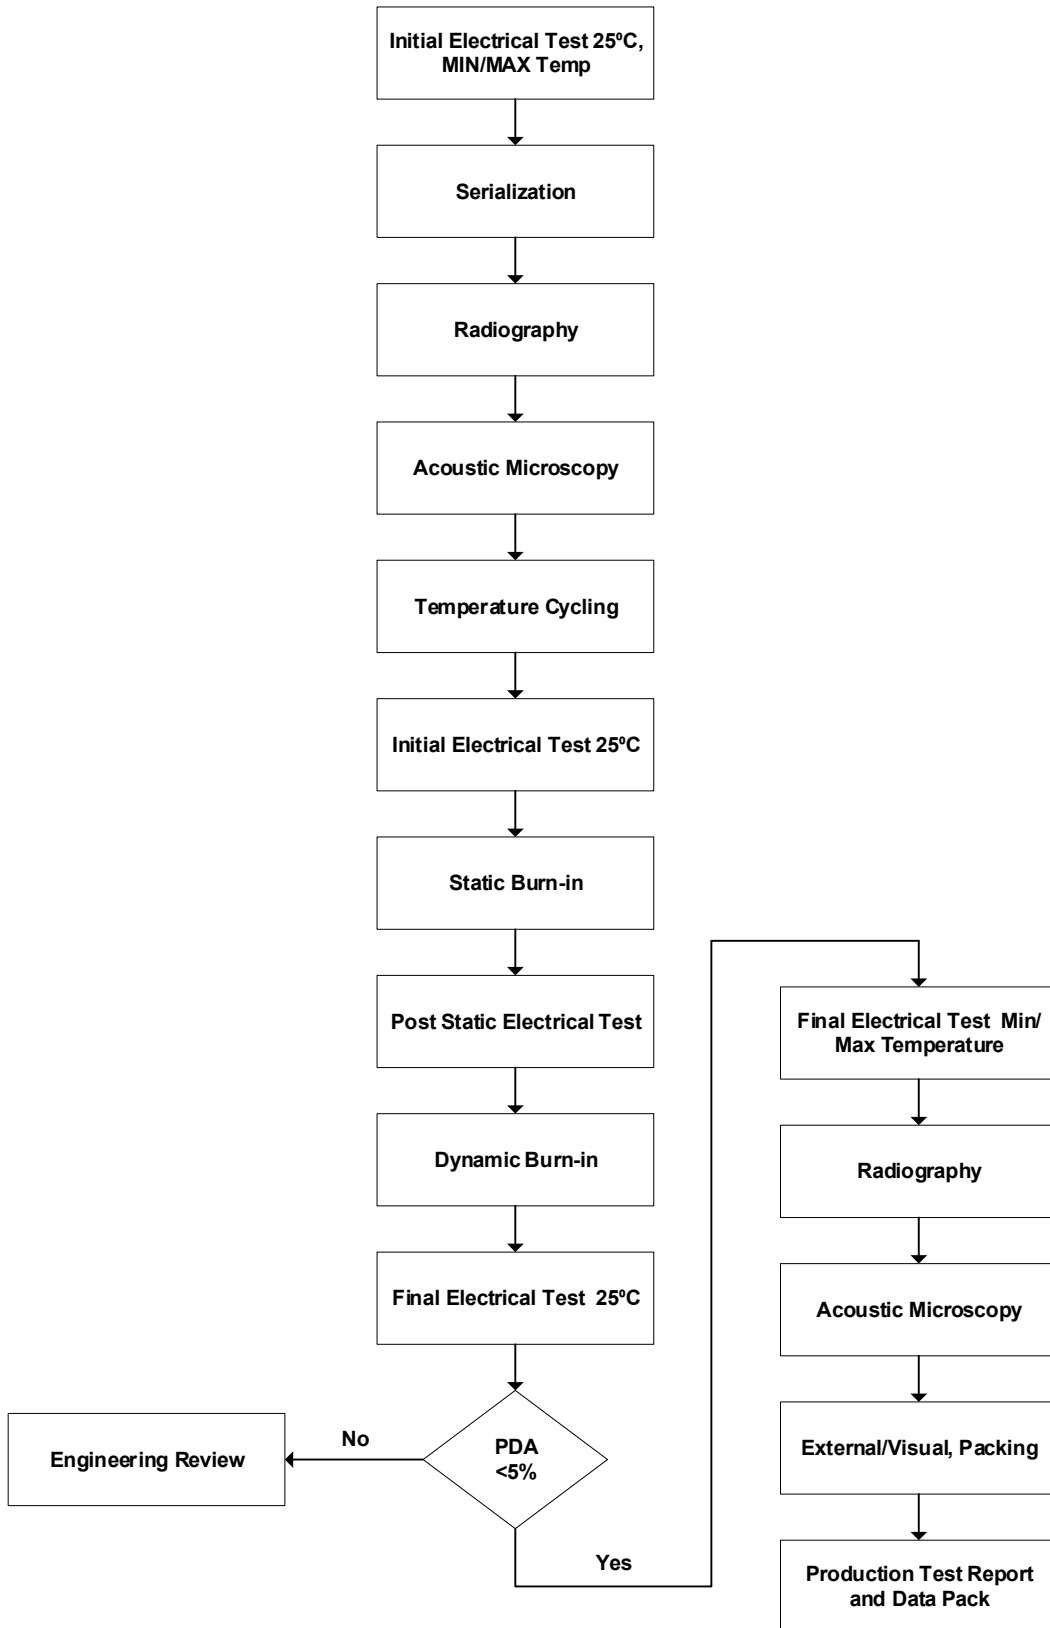 Initial Electrical Test 25ºC,
MIN/MAX Temp
Serialization
Radiography
Acoustic Microscopy
Temperature Cycling
Initial Electrical Test 25ºC
Static Burn-in
Post Static Electrical Test
Dynamic Burn-in
Final Electrical Test 25ºC
PDA
<5%
No
Engineering Review
Yes
Final Electrical Test Min/
Max Temperature
Radiography
Acoustic Microscopy
External/Visual, Packing
Production Test Report
and Data Pack